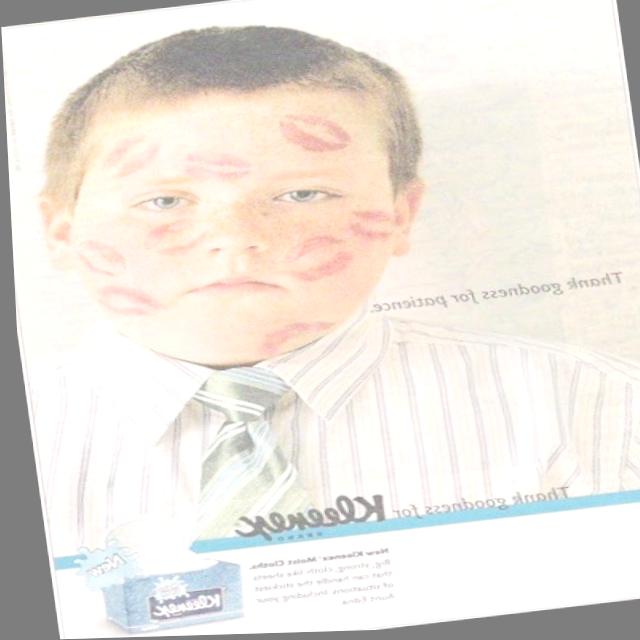 Thank goodness for patience.
Thank goodness for Kleenex
BRAND
New
Kleenex
New Kleenex Moist Cloths.
Big, strong, cloth like sheets
that can handle the stickiest
of situations including your
Aunt Edna.